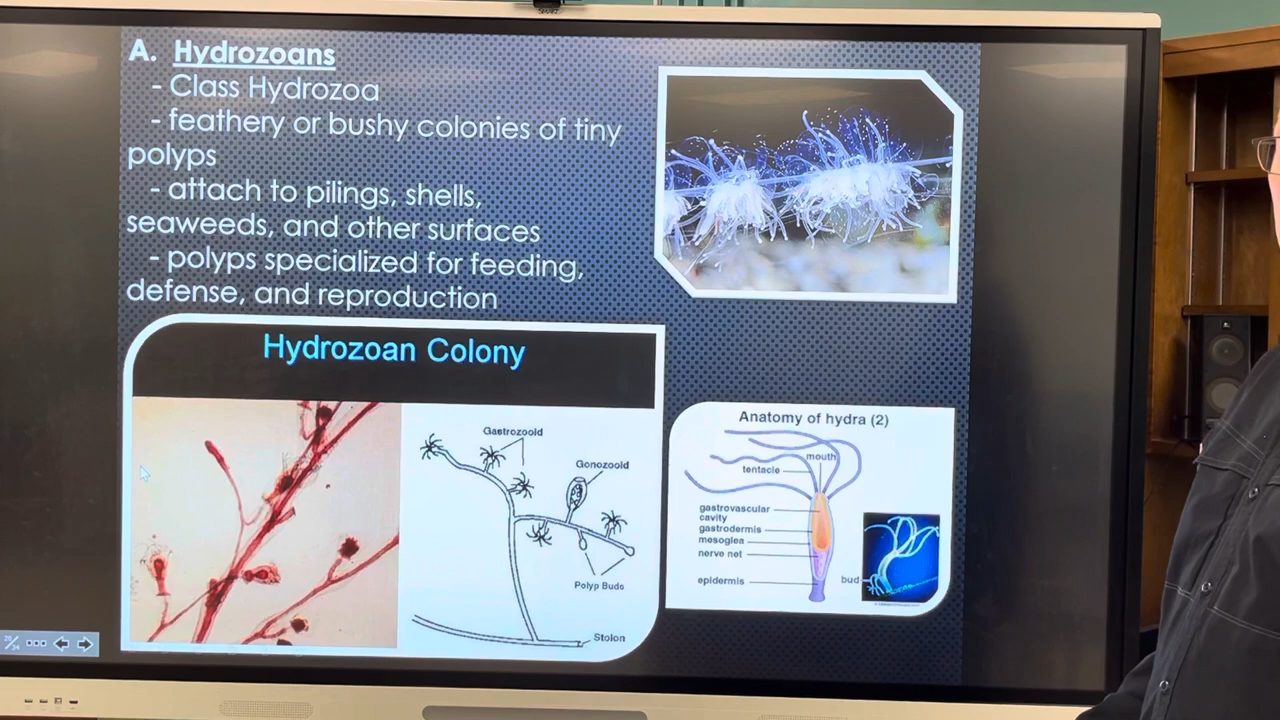 SMART
A. Hydrozoans
- Class Hydrozoa
- feathery or bushy colonies of tiny
polyps
- attach to pilings, shells,
seaweeds, and other surfaces
- polyps specialized for feeding,
defense, and reproduction
Hydrozoan Colony
Gastrozooid
Gonozooid
Polyp Buds
Stolon
Anatomy of hydra (2)
mouth
tentacle
gastrovascular
cavity
gastrodermis
mesoglea
nerve net
epidermis
bud